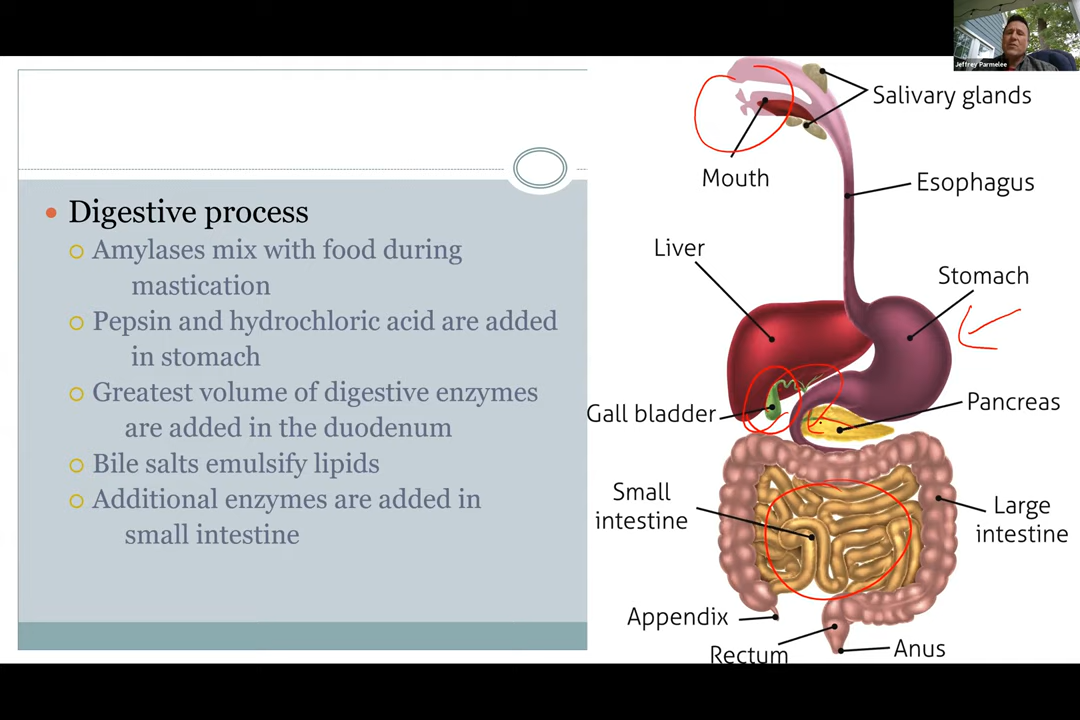 Jeffrey Parmelee
Digestive process
Amylases mix with food during
mastication
Pepsin and hydrochloric acid are added
in stomach
Greatest volume of digestive enzymes
are added in the duodenum
Bile salts emulsify lipids
Additional enzymes are added in
small intestine
Salivary glands
Mouth
Esophagus
Liver
Stomach
Gall bladder
Pancreas
Small
intestine
Large
intestine
Appendix
Rectum
Anus